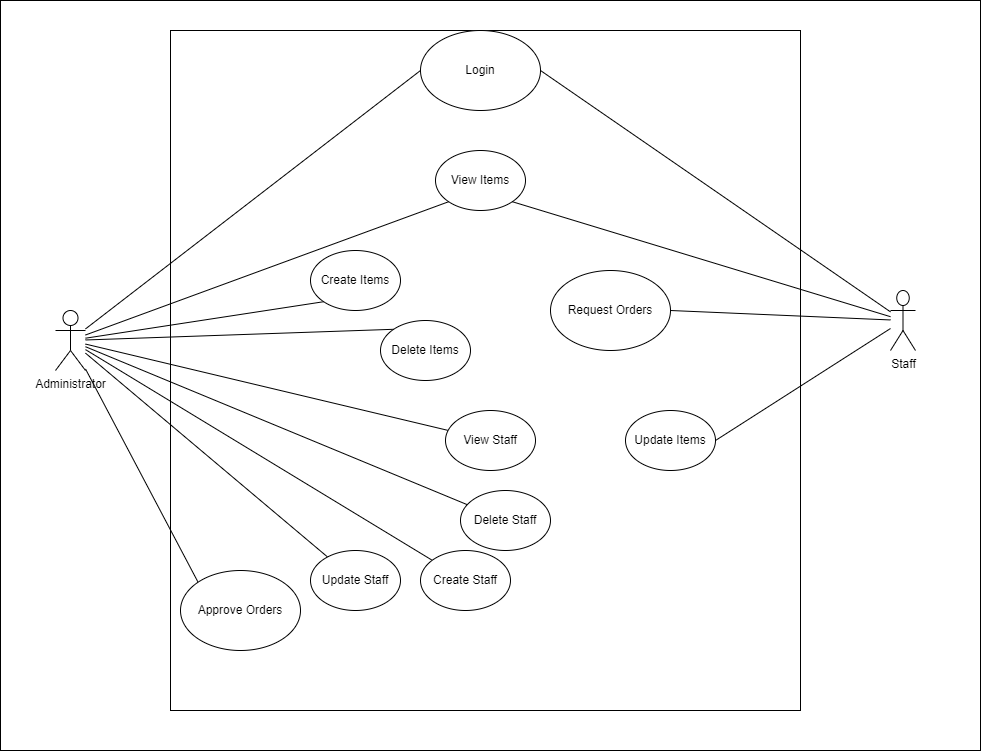 Login
View Items
Create Items
Request Orders
Delete Items
Administrator
Staff
View Staff
Update Items
Delete Staff
Update Staff
Create Staff
Approve Orders